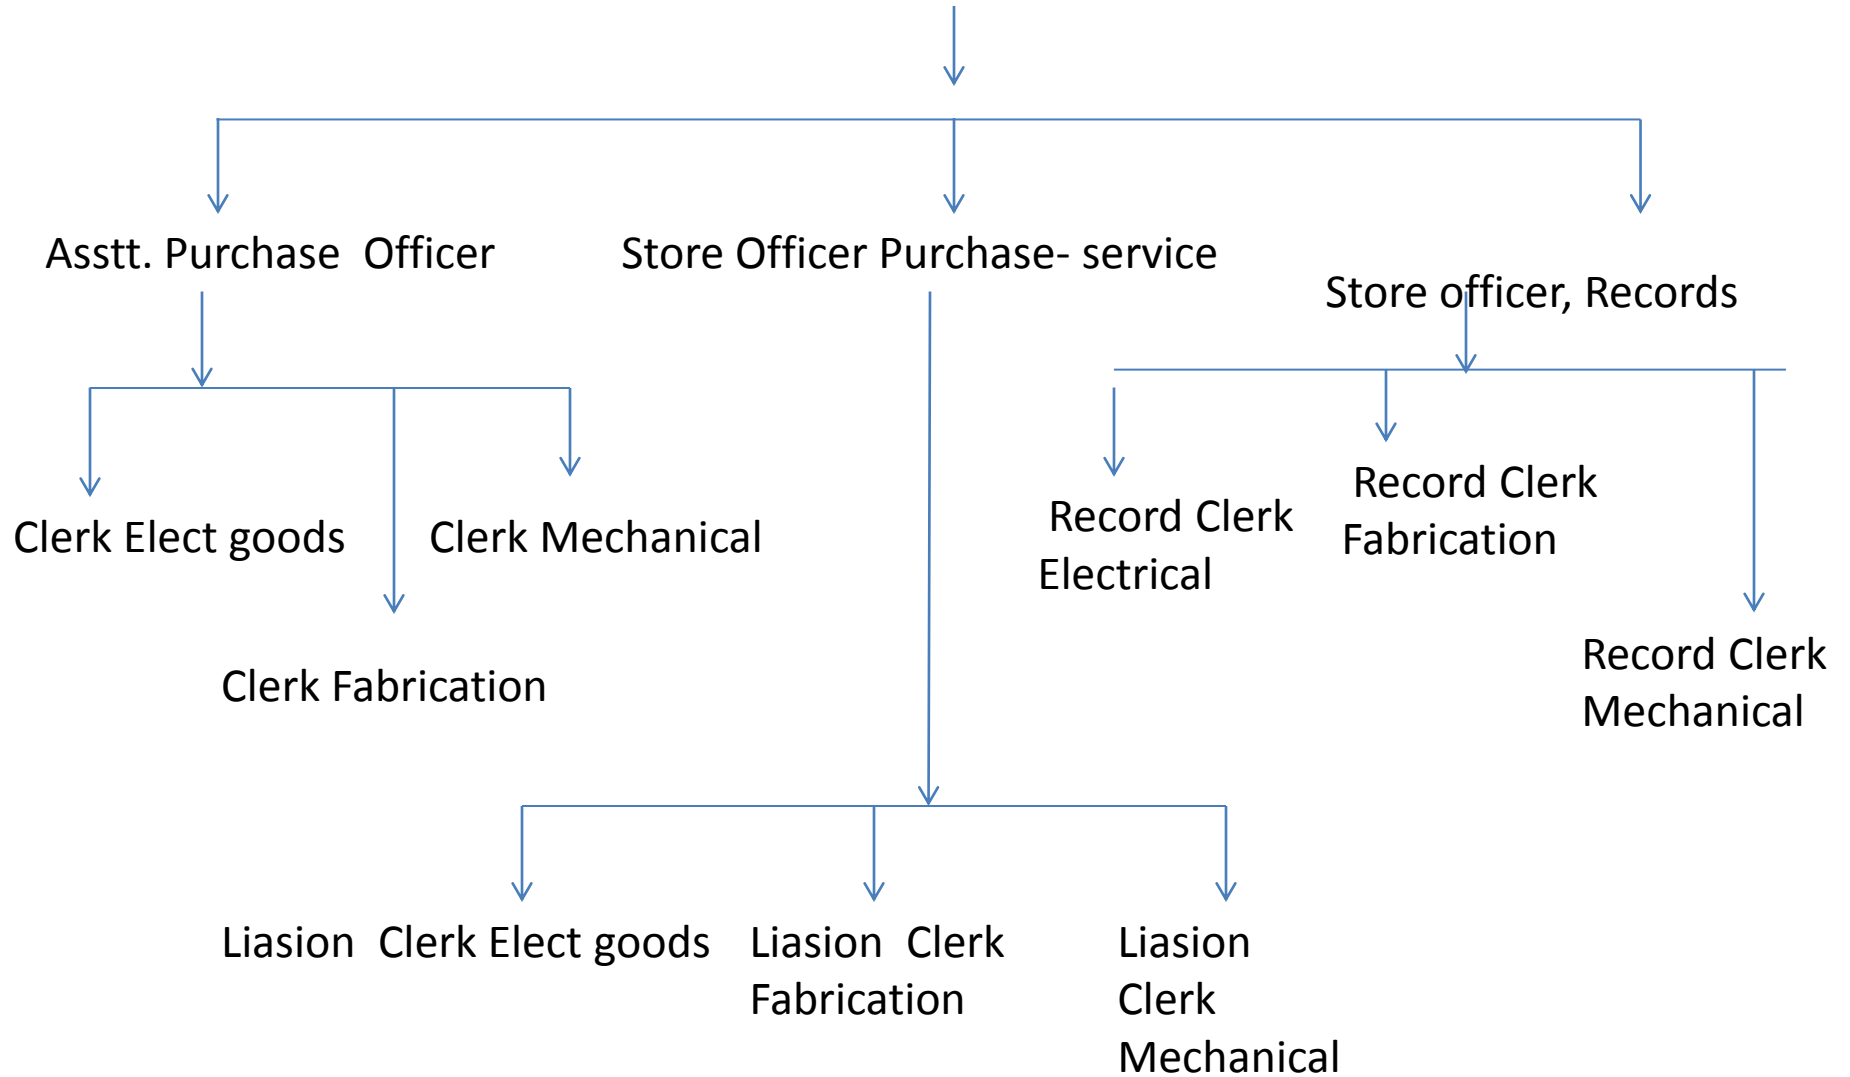 Asstt. Purchase  Officer
Store Officer Purchase- service
Store officer, Records
Clerk Elect goods
Clerk Mechanical
Clerk Fabrication
Record Clerk
Electrical
Record Clerk
Fabrication
Record Clerk
Mechanical
Liasion  Clerk Elect goods
Liasion  Clerk
Fabrication
Liasion
Clerk
Mechanical